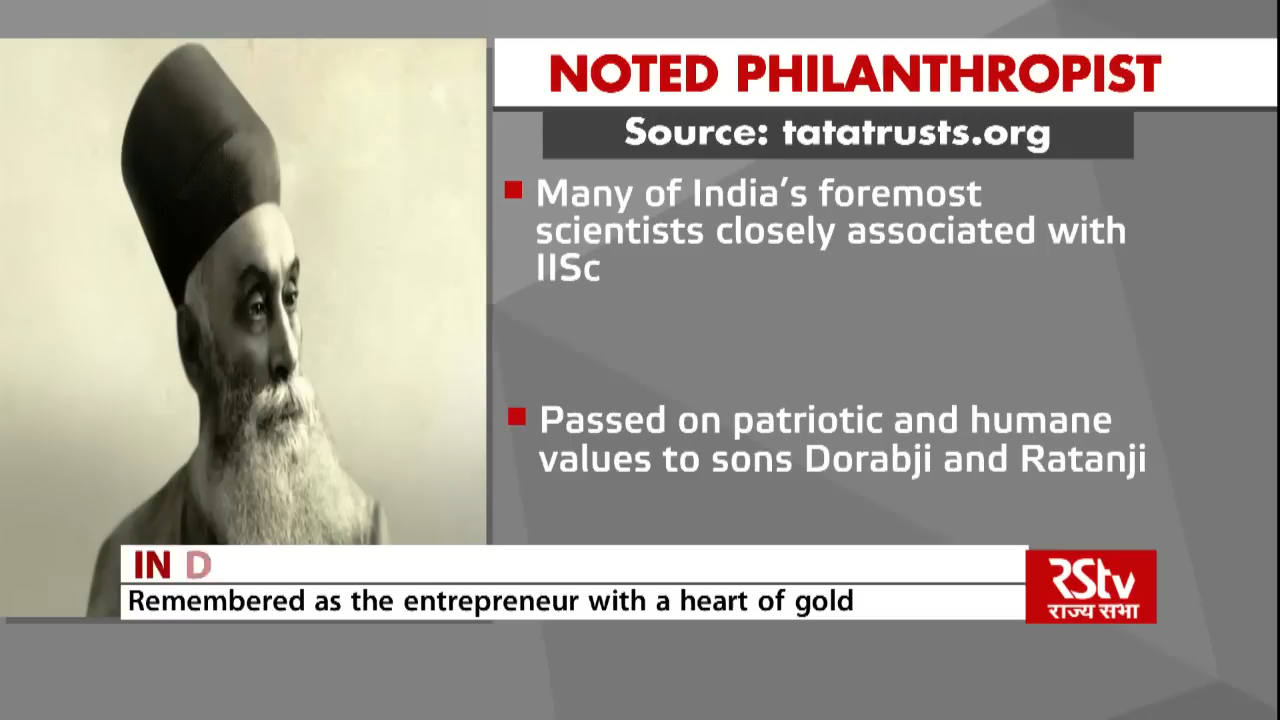 NOTED PHILANTHROPIST
Source: tatatrusts.org
Many of India's foremost
scientists closely associated with
IISc
Passed on patriotic and humane
values to sons Dorabji and Ratanji
IN D
Remembered as the entrepreneur with a heart of gold
RSTV
राज्य सभा